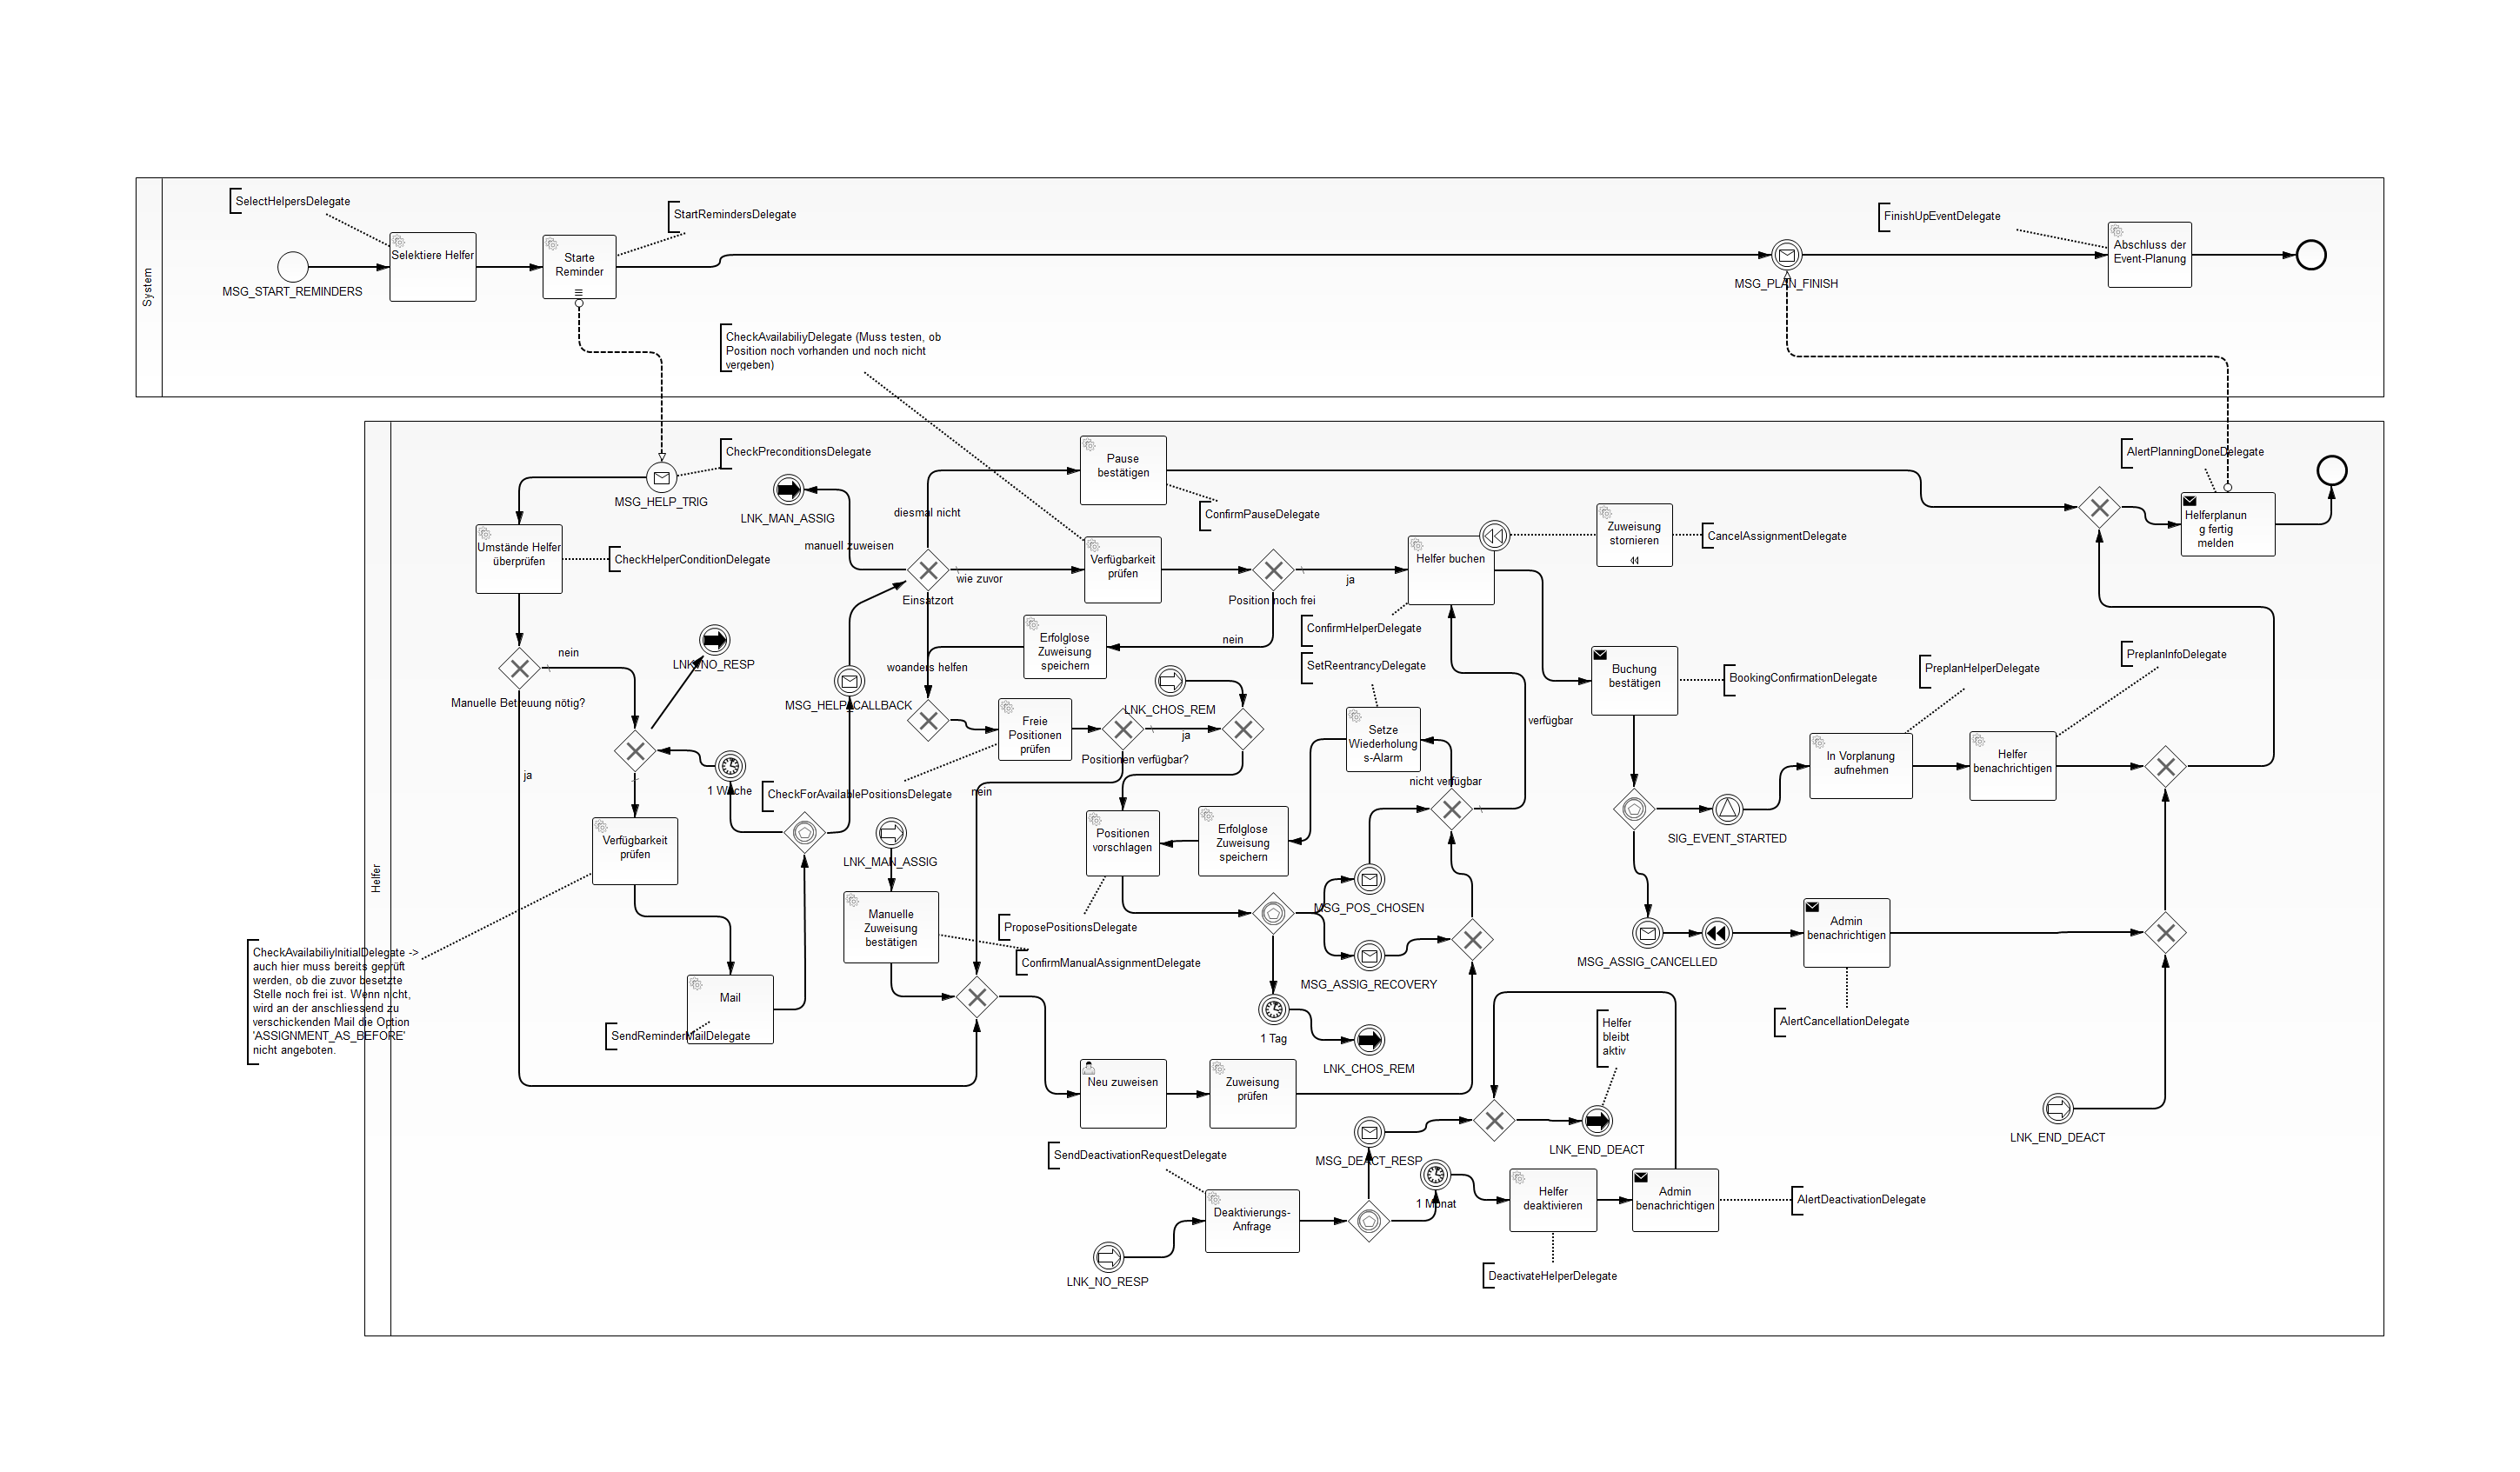 System
SelectHelpersDelegate
StartRemindersDelegate
FinishUpEventDelegate
MSG_START_REMINDERS
Selektiere Helfer
Starte
Reminder
MSG_PLAN_FINISH
Abschluss der
Event-Planung
CheckAvailabiliyDelegate (Muss testen, ob
Position noch vorhanden und noch nicht
vergeben)
Helfer
CheckPreconditionsDelegate
MSG_HELP_TRIG
LNK_MAN_ASSIG
Pause
bestätigen
ConfirmPauseDelegate
AlertPlanningDoneDelegate
Helferplanun
g fertig
melden
diesmal nicht
manuell zuweisen
Umstände Helfer
überprüfen
CheckHelperConditionDelegate
wie zuvor
Einsatzort
Verfügbarkeit
prüfen
Position noch frei
ja
Helfer buchen
Zuweisung
stornieren
CancelAssignmentDelegate
nein
LNK_NO_RESP
Erfolglose
Zuweisung
speichern
nein
ConfirmHelperDelegate
SetReentrancyDelegate
woanders helfen
Buchung
bestätigen
BookingConfirmationDelegate
PreplanHelperDelegate
PreplanInfoDelegate
Manuelle Betreuung nötig?
MSG_HELP_CALLBACK
Freie
Positionen
prüfen
LNK_CHOS_REM
ja
Positionen verfügbar?
Setze
Wiederholung
s-Alarm
verfügbar
nicht verfügbar
In Vorplanung
aufnehmen
Helfer
benachrichtigen
ja
1 Woche
CheckForAvailablePositionsDelegate
nein
SIG_EVENT_STARTED
Verfügbarkeit
prüfen
LNK_MAN_ASSIG
Positionen
vorschlagen
Erfolglose
Zuweisung
speichern
Manuelle
Zuweisung
bestätigen
ProposePositionsDelegate
MSG_POS_CHOSEN
Admin
benachrichtigen
CheckAvailabiliyInitialDelegate ->
auch hier muss bereits geprüft
werden, ob die zuvor besetzte
Stelle noch frei ist. Wenn nicht,
wird an der anschliessend zu
verschickenden Mail die Option
'ASSIGNMENT_AS_BEFORE'
nicht angeboten.
ConfirmManualAssignmentDelegate
MSG_ASSIG_CANCELLED
MSG_ASSIG_RECOVERY
Mail
SendReminterMailDelegate
1 Tag
LNK_CHOS_REM
Helfer
bleibt
aktiv
AlertCancellationDelegate
Neu zuweisen
Zuweisung
prüfen
LNK_END_DEACT
LNK_END_DEACT
SendDeactivationRequestDelegate
MSG_DEACT_RESP
1 Monat
Helfer
deaktivieren
Admin
benachrichtigen
AlertDeactivationDelegate
Deaktivierungs-
Anfrage
LNK_NO_RESP
DeactivateHelperDelegate